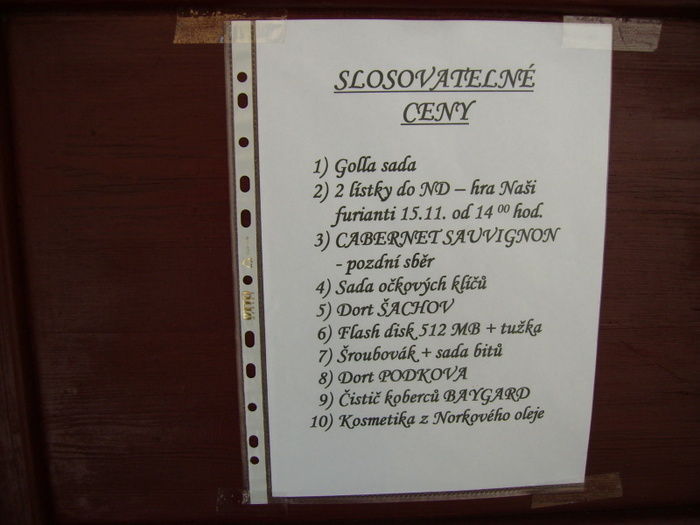 SLOSOVATELNÉ
CENY
1) Golla sada
2) 2 lístky do ND – hra Naši
furianti 15.11. od 14 00 hod.
3) CABERNET SAUVIGNON
- pozdní sběr
4) Sada očkových klíčů
5) Dort ŠACHOV
6) Flash disk 512 MB + tužka
7) Šroubovák + sada bitů
8) Dort PODKOVA
9) Čistič koberců BAYGARD
10) Kosmetika z Norkového oleje